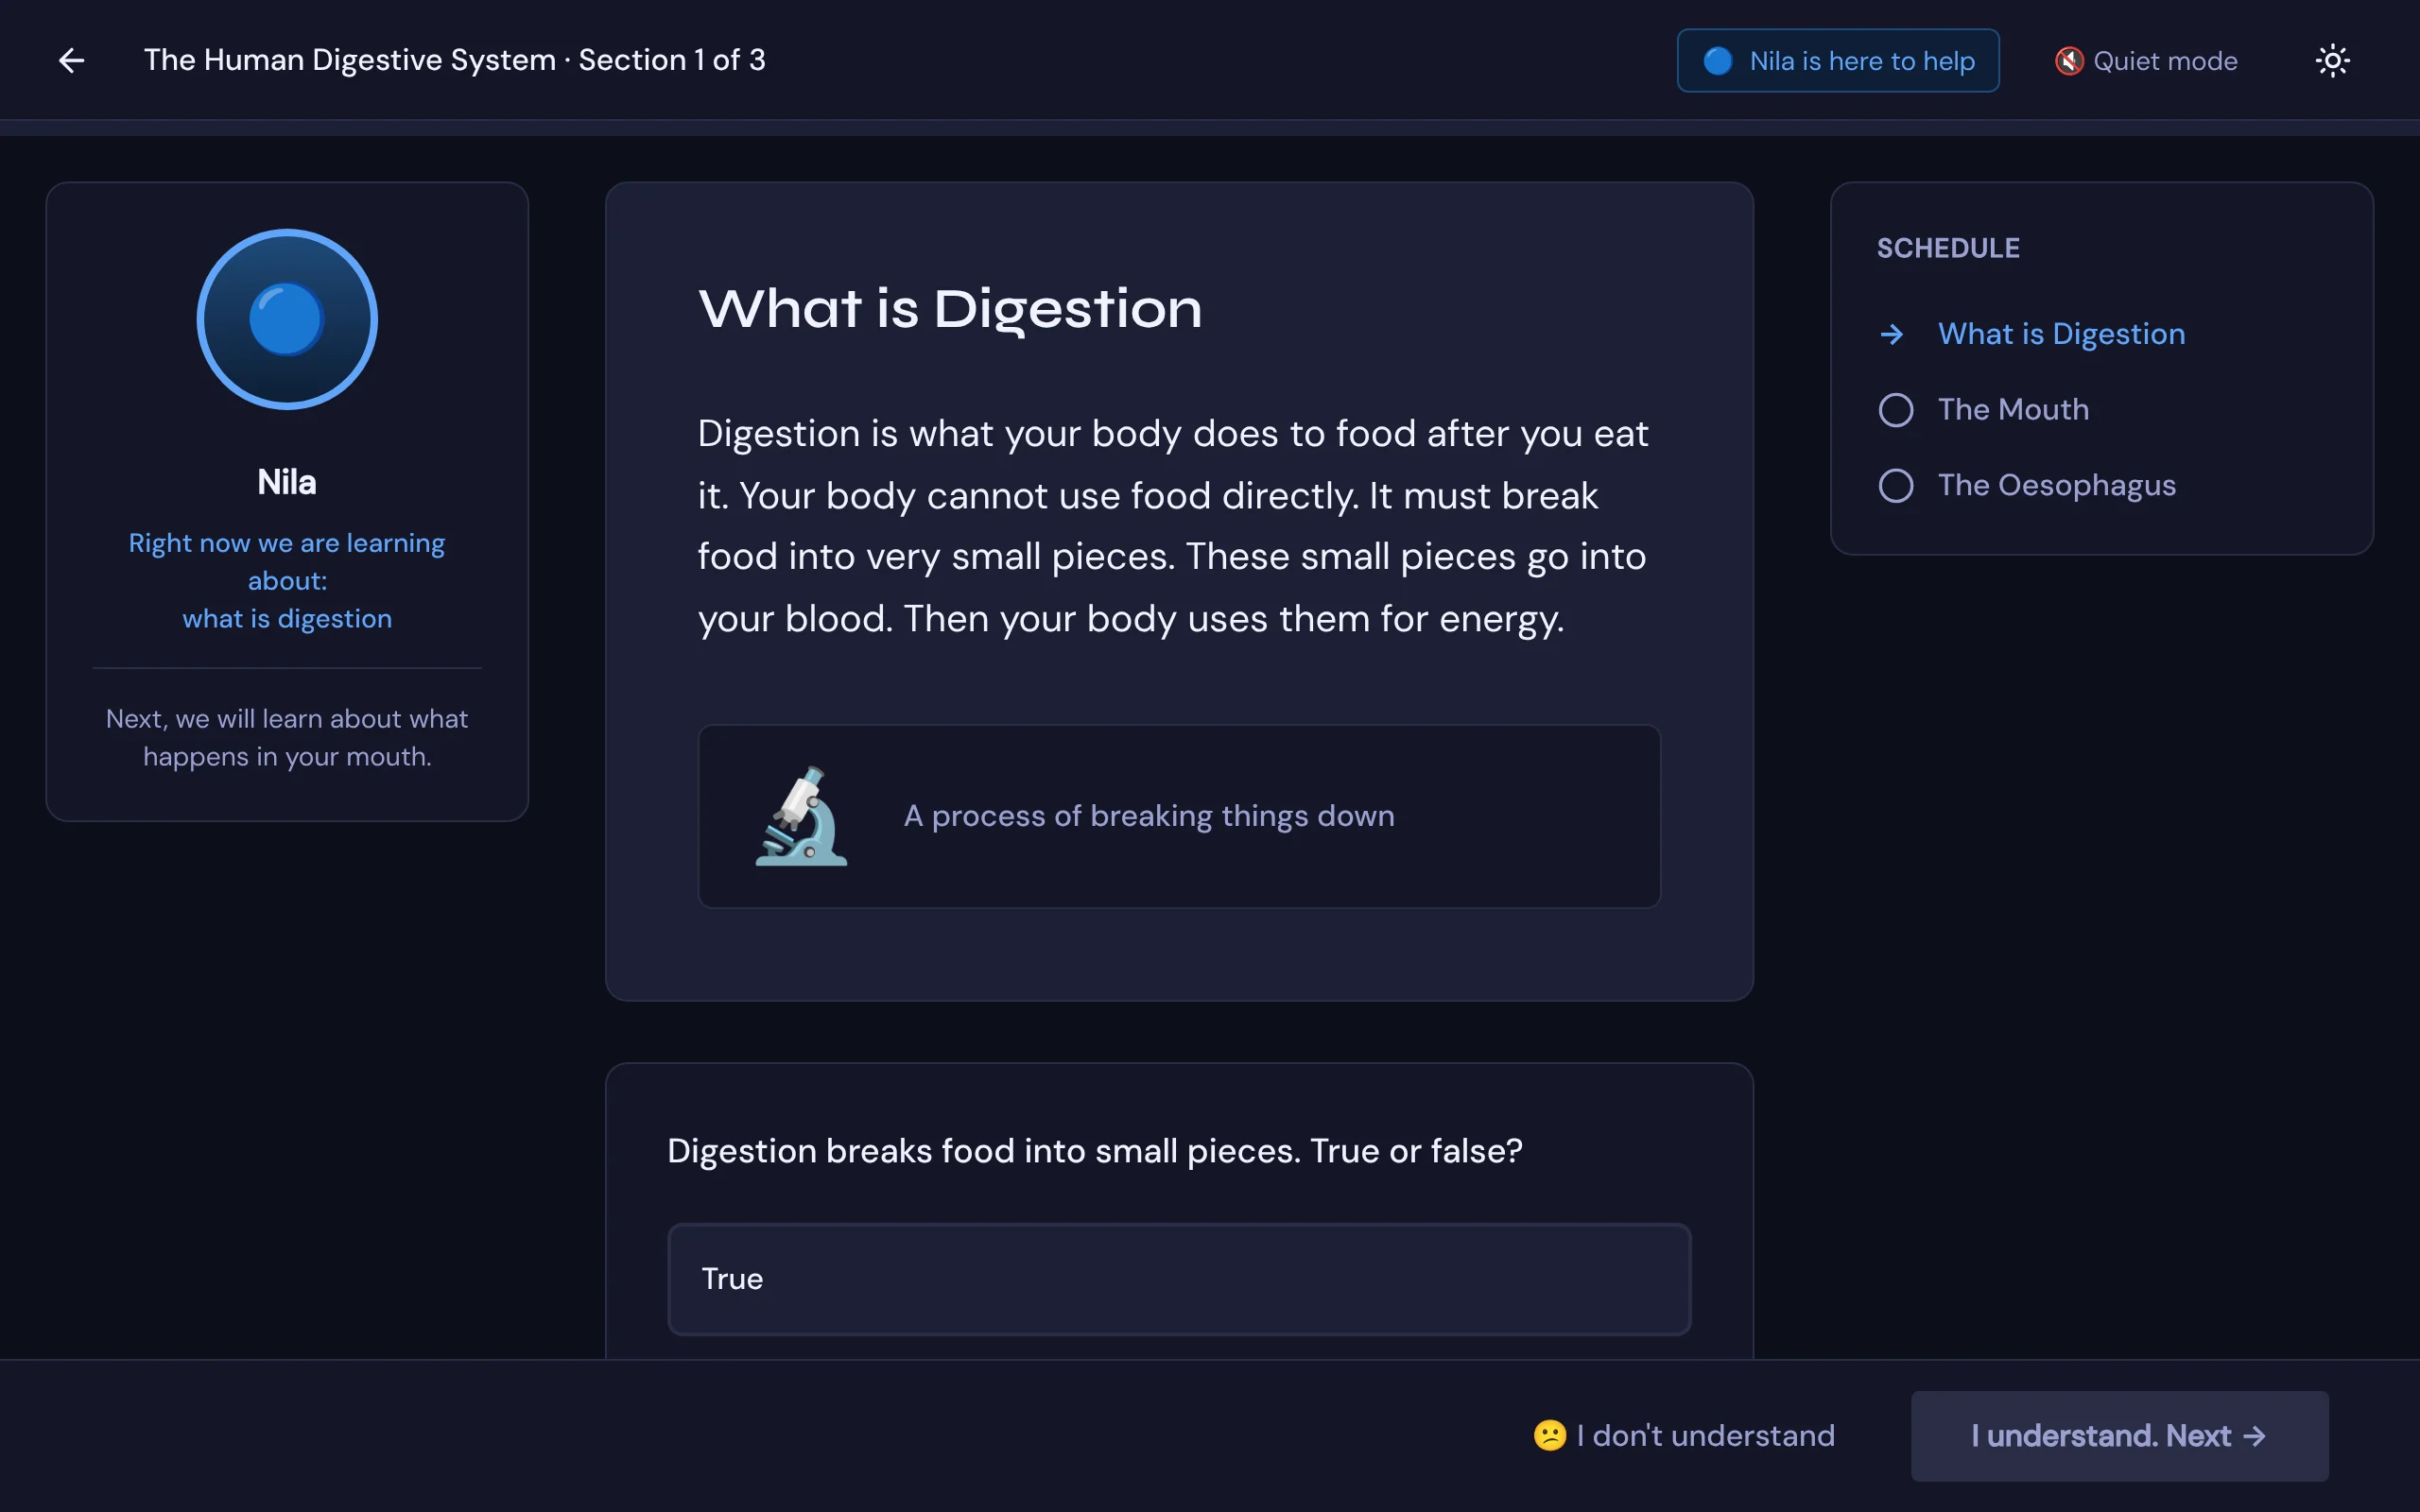 ← The Human Digestive System · Section 1 of 3
Nila is here to help
Quiet mode
Nila
Right now we are learning
about:
what is digestion
Next, we will learn about what
happens in your mouth.
What is Digestion
Digestion is what your body does to food after you eat
it. Your body cannot use food directly. It must break
food into very small pieces. These small pieces go into
your blood. Then your body uses them for energy.
A process of breaking things down
Digestion breaks food into small pieces. True or false?
True
SCHEDULE
→ What is Digestion
The Mouth
The Oesophagus
I don't understand
I understand. Next →